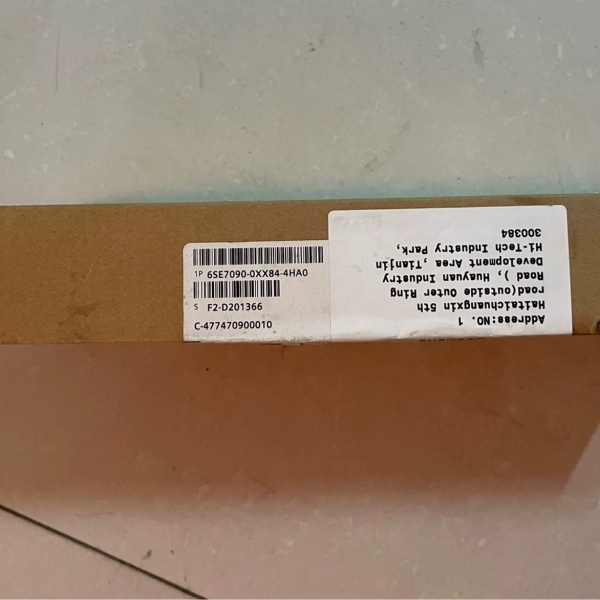 1P 6SE7090-0XX84-4HA0
S F2-D201366
C-477470900010
Address:NO. 1
Haitaichuangxin 5th
road(outside Outer Ring
Road ), Huayuan Industry
Development Area ,Tianjin
Hi-Tech Industry Park,
300384